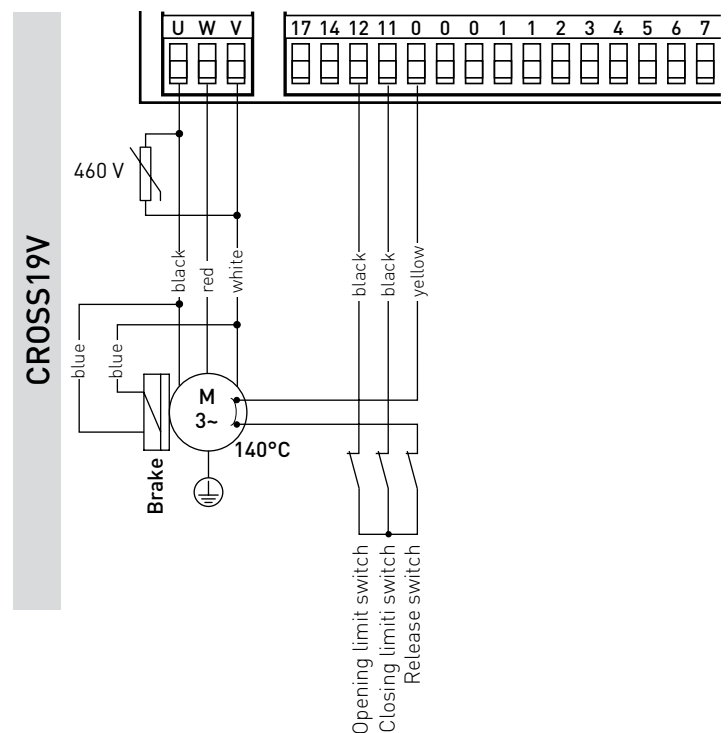 U W V
17 14 12 11 0 0 0 1 1 2 3 4 5 6 7
460 V
CROSS19V
black
red
white
black
black
yellow
blue
blue
M
3~
140°C
Brake
Opening limit switch
Closing limiti switch
Release switch